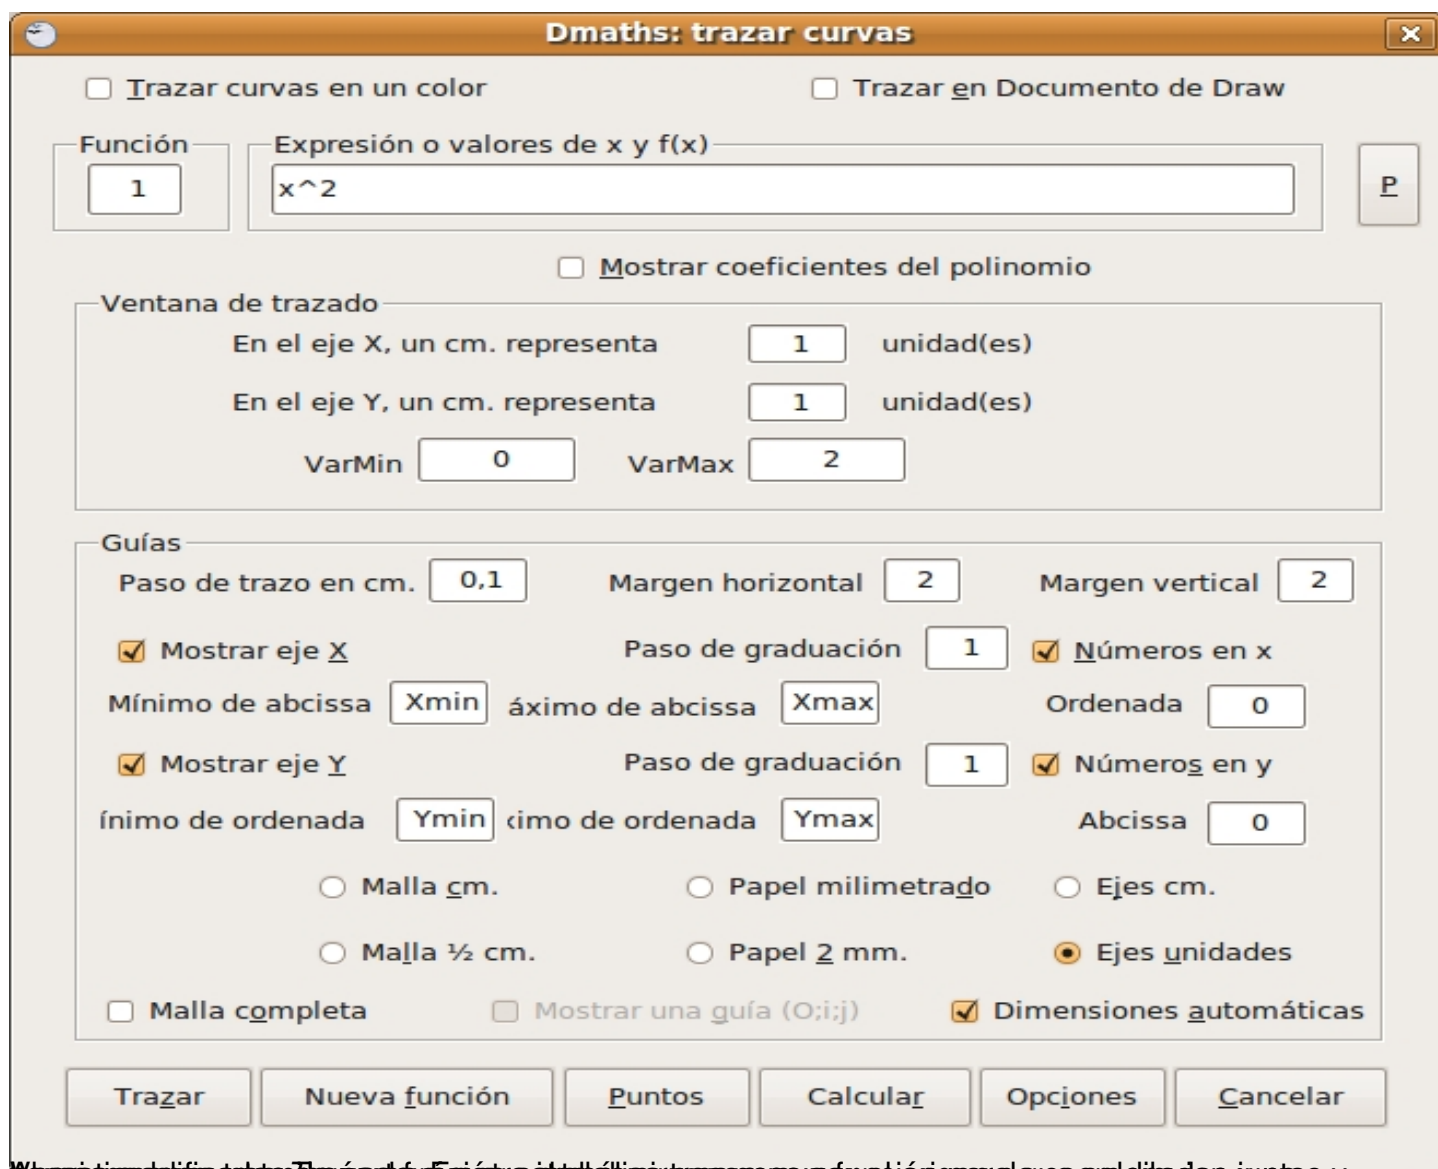 Dmaths: trazar curvas
Trazar curvas en un color Trazar en Documento de Draw
Función Expresión o valores de x y f(x)
1 x^2 P
Mostrar coeficientes del polinomio
Ventana de trazado
En el eje X, un cm. representa 1 unidad(es)
En el eje Y, un cm. representa 1 unidad(es)
VarMin 0 VarMax 2
Guías
Paso de trazo en cm. 0,1 Margen horizontal 2 Margen vertical 2
Mostrar eje X Paso de graduación 1 Números en x
Mínimo de abcissa Xmin áximo de abcissa Xmax Ordenada 0
Mostrar eje Y Paso de graduación 1 Números en y
ínimo de ordenada Ymin ximo de ordenada Ymax Abcissa 0
Malla cm. Papel milimetrado Ejes cm.
Malla ½ cm. Papel 2 mm. Ejes unidades
Malla completa Mostrar una guía (O;i;j) Dimensiones automáticas
Trazar Nueva función Puntos Calcular Opciones Cancelar